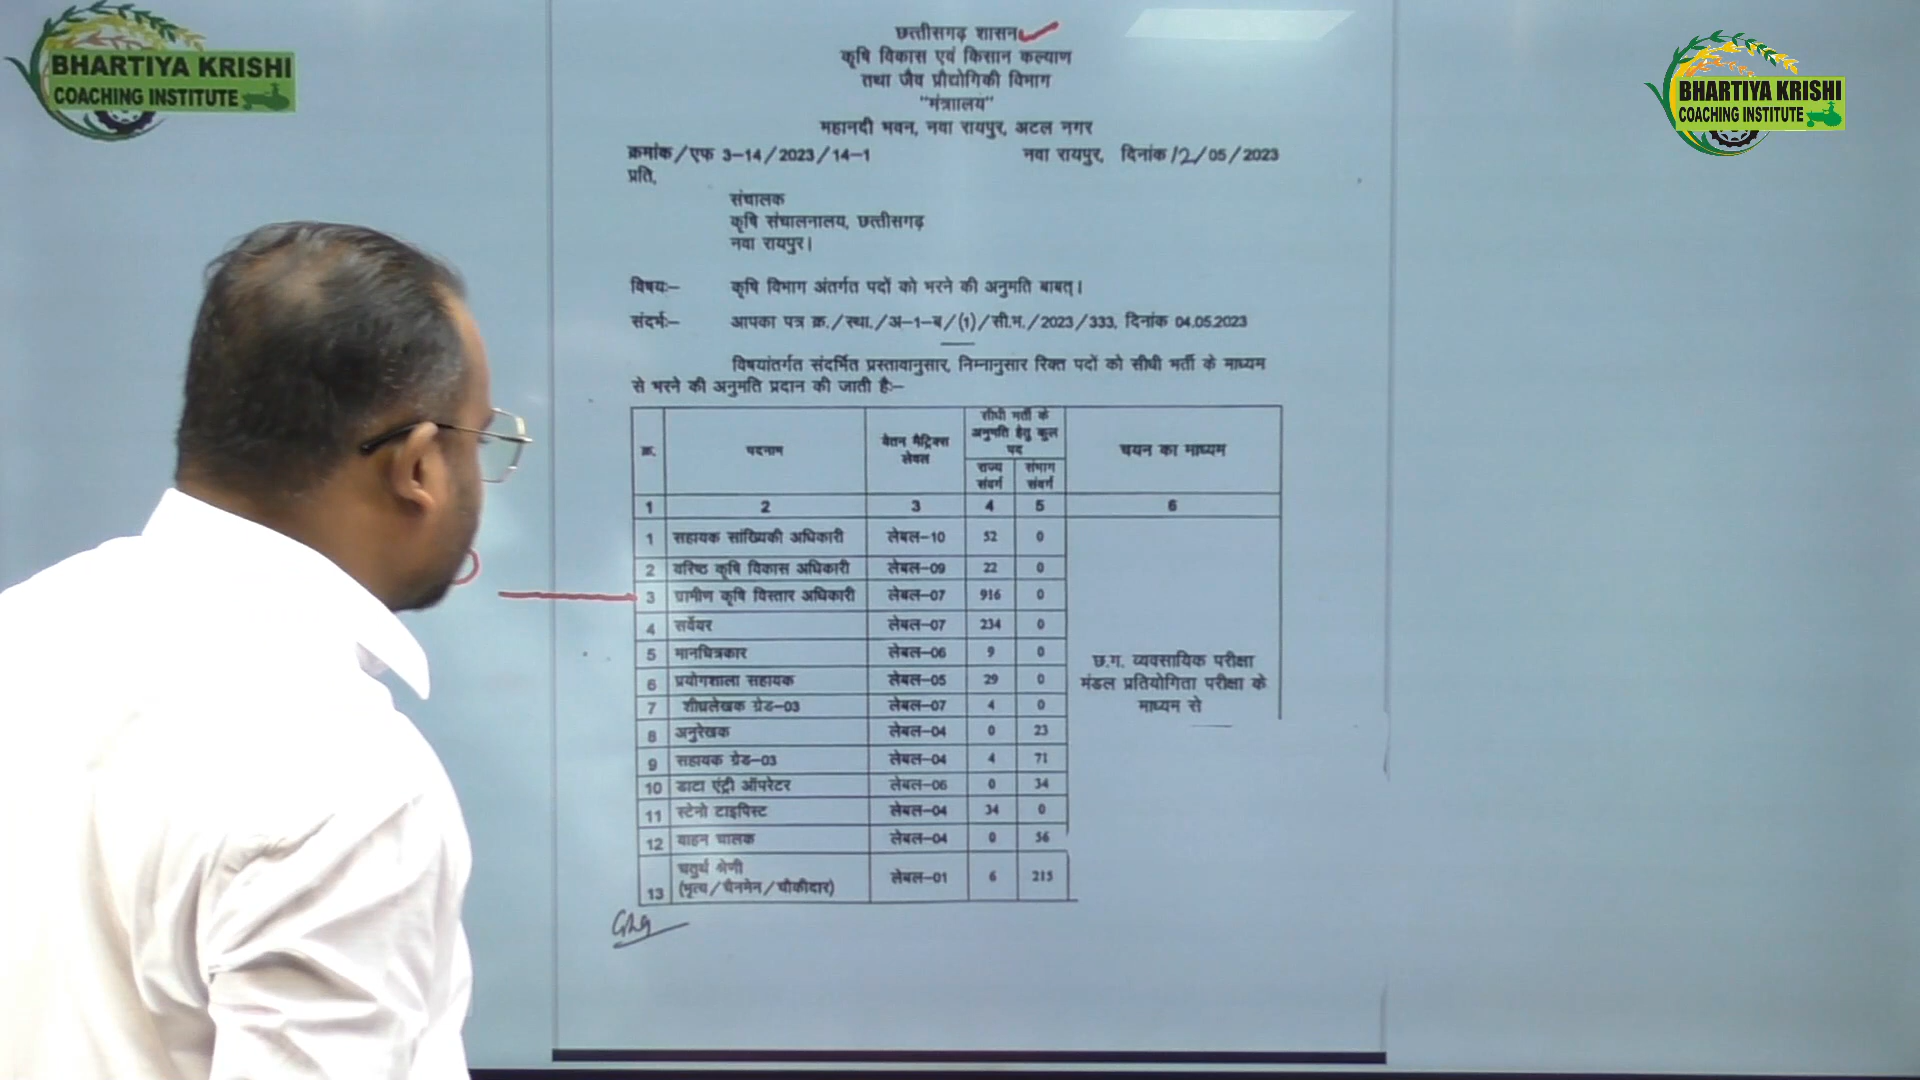 BHARTIYA KRISHI
COACHING INSTITUTE
BHARTIYA KRISHI
COACHING INSTITUTE
छत्तीसगढ़ शासन
कृषि विकास एवं किसान कल्याण
तथा जैव प्रौद्योगिकी विभाग
"मंत्राालय"
महानदी भवन, नवा रायपुर, अटल नगर
क्रमांक/एफ 3-14/2023/14-1 नवा रायपुर, दिनांक 12/05/2023
प्रति,
संचालक
कृषि संचालनालय, छत्तीसगढ़
नवा रायपुर।
विषयः- कृषि विभाग अंतर्गत पदों को भरने की अनुमति बाबत्।
संदर्भः- आपका पत्र क्र./स्था./अ-1-ब/(1)/सी.भ./2023/333, दिनांक 04.05.2023
विषयांतर्गत संदर्भित प्रस्तावानुसार, निम्नानुसार रिक्त पदों को सीधी भर्ती के माध्यम
से भरने की अनुमति प्रदान की जाती हैः-
क्र. पदनाम वेतन मैट्रिक्स लेवल सीधी भर्ती के अनुमति हेतु कुल पद चयन का माध्यम
राज्य संवर्ग संभाग संवर्ग
1 2 3 4 5 6
1 सहायक सांख्यिकी अधिकारी लेबल-10 52 0
2 वरिष्ठ कृषि विकास अधिकारी लेबल-09 22 0
3 ग्रामीण कृषि विस्तार अधिकारी लेबल-07 916 0
4 सर्वेयर लेबल-07 234 0
5 मानचित्रकार लेबल-06 9 0
6 प्रयोगशाला सहायक लेबल-05 29 0
7 शीघ्रलेखक ग्रेड-03 लेबल-07 4 0
8 अनुरेखक लेबल-04 0 23
9 सहायक ग्रेड-03 लेबल-04 4 71
10 डाटा एंट्री ऑपरेटर लेबल-06 0 34
11 स्टेनो टाइपिस्ट लेबल-04 34 0
12 वाहन चालक लेबल-04 0 56
13 चतुर्थ श्रेणी (भृत्य/चैनमेन/चौकीदार) लेबल-01 6 215
छ.ग. व्यवसायिक परीक्षा
मंडल प्रतियोगिता परीक्षा के
माध्यम से